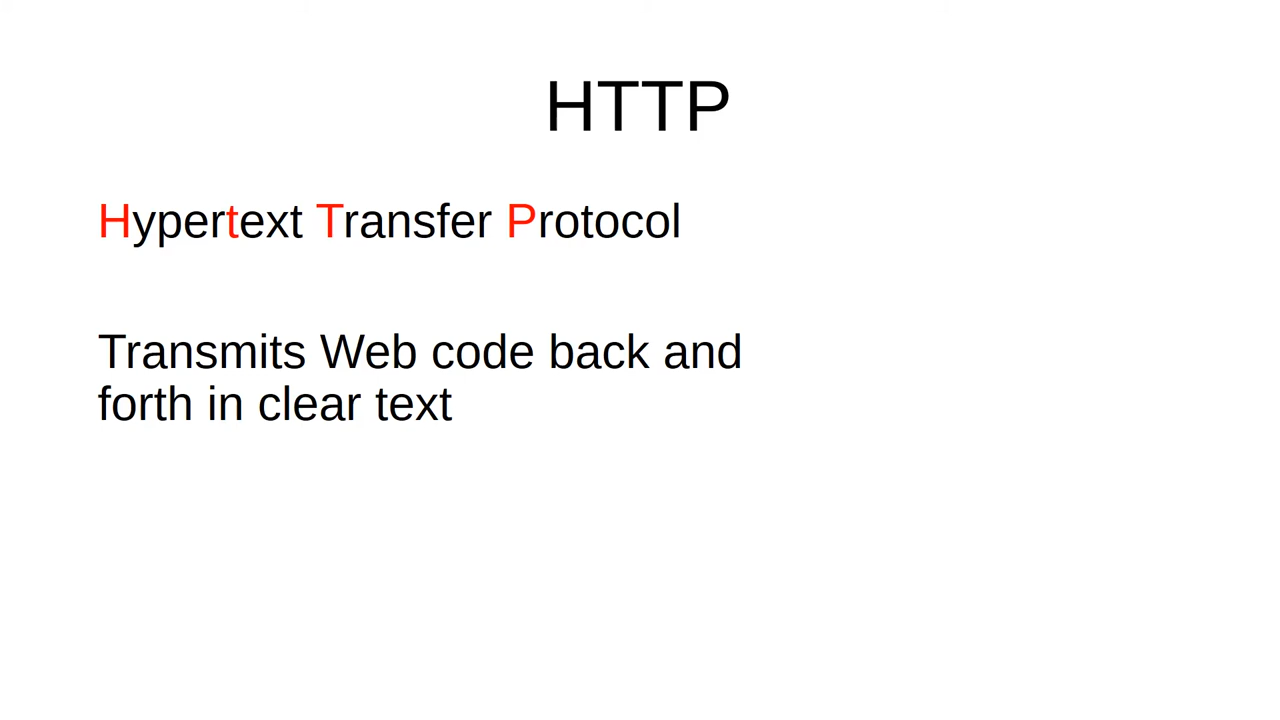 HTTP
Hypertext Transfer Protocol
Transmits Web code back and
forth in clear text